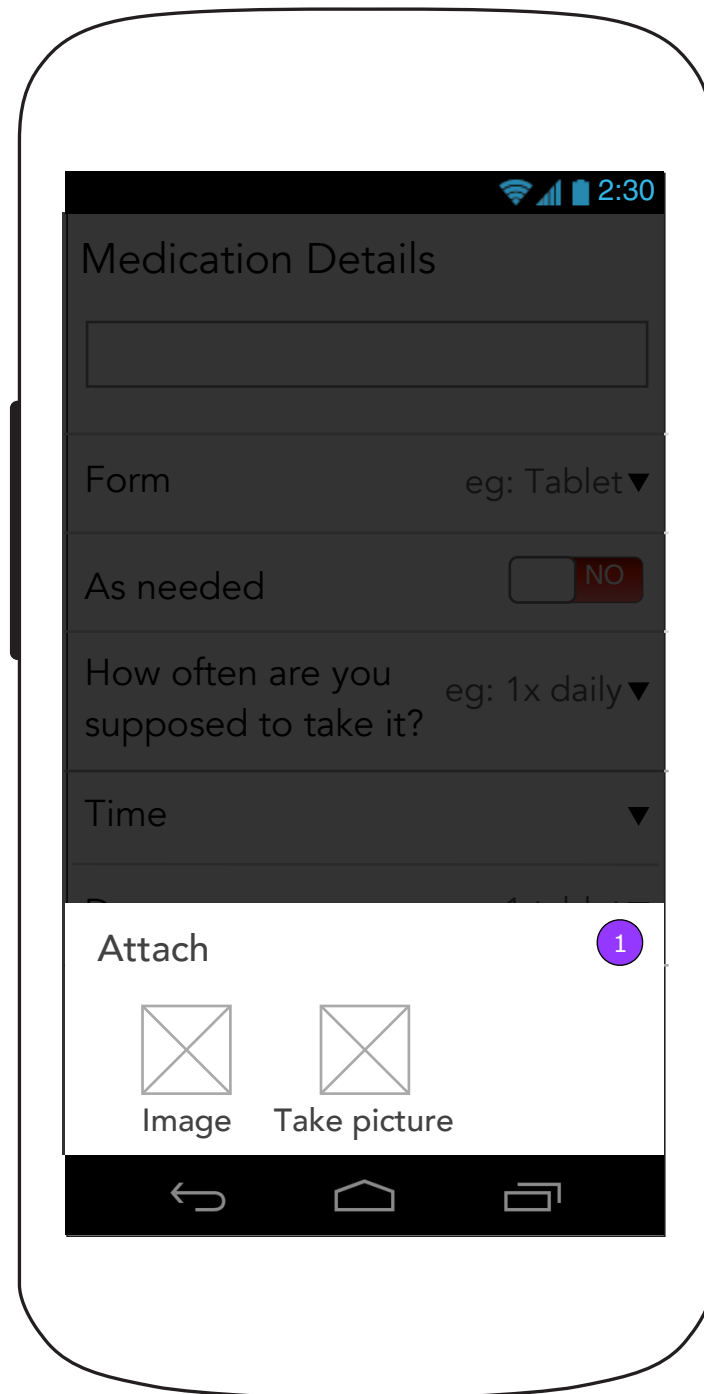 2:30
Medication Details
Form
eg: Tablet
As needed
NO
How often are you
supposed to take it?
eg: 1x daily
Time
Attach
1
Image
Take picture